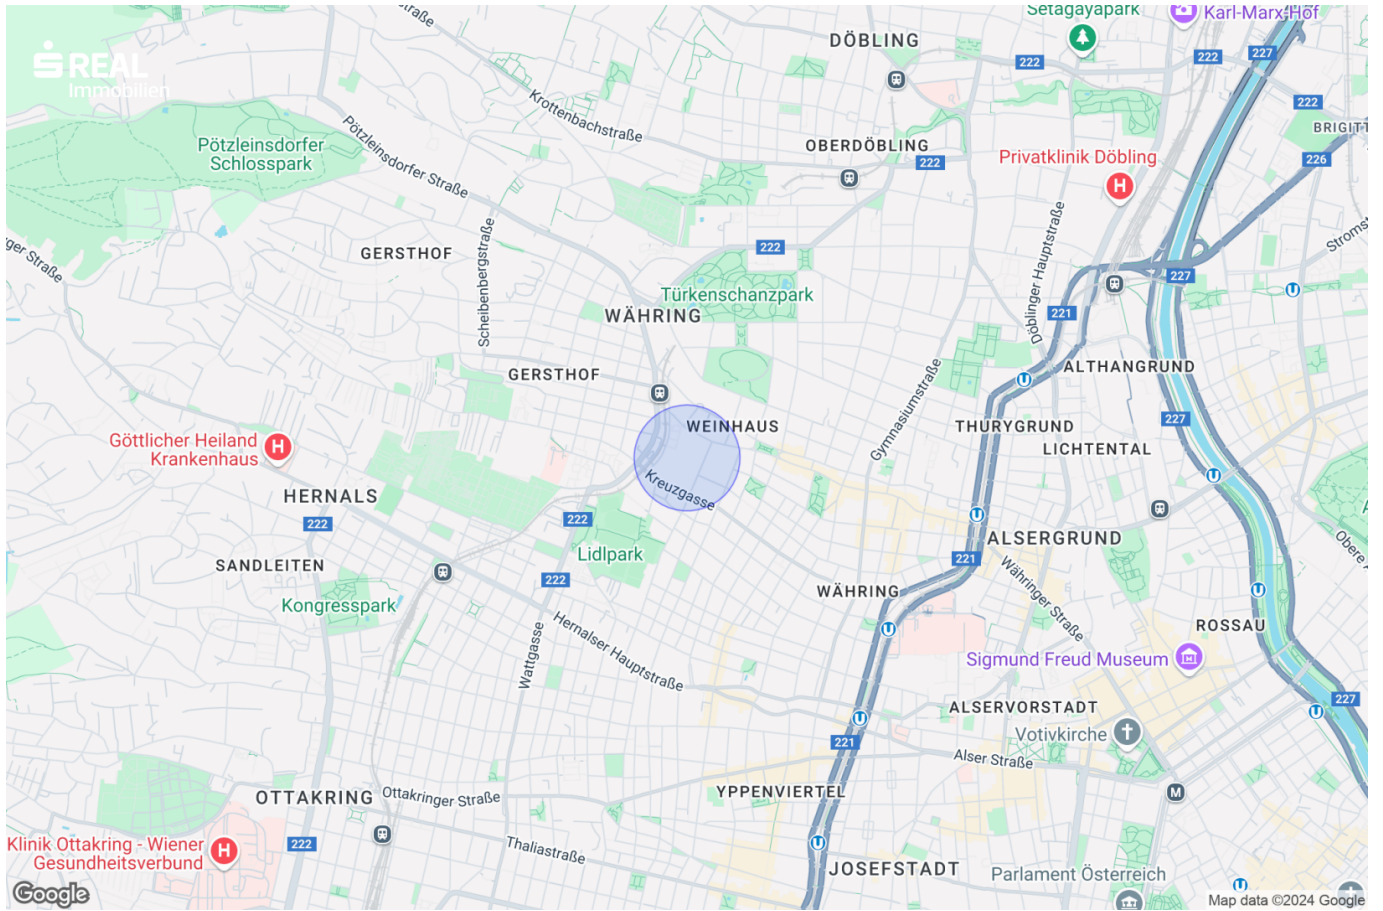 Setagayapark
Karl-Marx-Hof
227
DÖBLING
222
222
REAL
Immobilien
Krottenbachstraße
222
BRIGITT
Pötzleinsdorfer
Schlosspark
Pötzleinsdorfer Straße
OBERDÖBLING
222
Privatklinik Döbling
H
226
ger Straße
GERSTHOF
Scheibenbergstraße
222
Döblinger Hauptstraße
Stromst
227
U
Türkenschanzpark
WÄHRING
221
GERSTHOF
Gymnasiumstraße
U
ALTHANGRUND
WEINHAUS
THURYGRUND
227
LICHTENTAL
Göttlicher Heiland
Krankenhaus
H
Kreuzgasse
U
HERNALS
222
222
U
ALSERGRUND
Obere
Lidlpark
221
SANDLEITEN
222
Währinger Straße
WÄHRING
U
Kongresspark
Hernalser Hauptstraße
U
ROSSAU
Wattgasse
Sigmund Freud Museum
227
U
ALSERVORSTADT
U
Votivkirche
221
Alser Straße
YPPENVIERTEL
M
OTTAKRING
Ottakringer Straße
Klinik Ottakring - Wiener
Gesundheitsverbund
H
222
Thaliastraße
U
JOSEFSTADT
Parlament Österreich
U
Google
Map data ©2024 Google